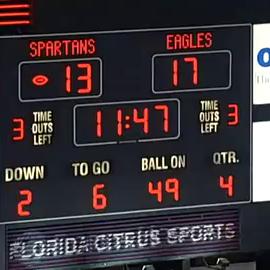 SPARTANS EAGLES
13 17
3 TIME OUTS LEFT 11:47 TIME OUTS LEFT 3
DOWN TO GO BALL ON QTR.
2 6 49 4
FLORIDA CITRUS SPORTS